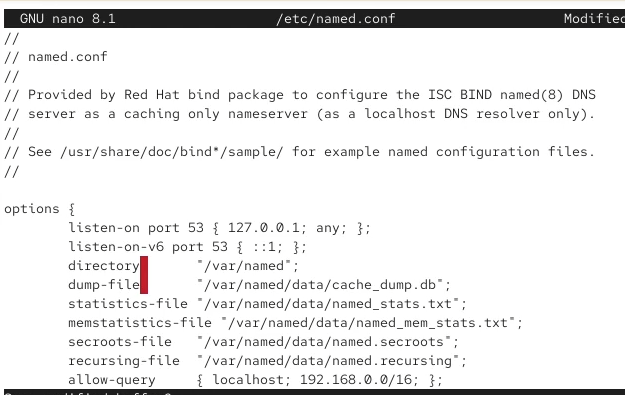 GNU nano 8.1 /etc/named.conf Modified
//
// named.conf
//
// Provided by Red Hat bind package to configure the ISC BIND named(8) DNS
// server as a caching only nameserver (as a localhost DNS resolver only).
//
// See /usr/share/doc/bind*/sample/ for example named configuration files.
//
options {
listen-on port 53 { 127.0.0.1; any; };
listen-on-v6 port 53 { ::1; };
directory "/var/named";
dump-file "/var/named/data/cache_dump.db";
statistics-file "/var/named/data/named_stats.txt";
memstatistics-file "/var/named/data/named_mem_stats.txt";
secroots-file "/var/named/data/named.secroots";
recursing-file "/var/named/data/named.recursing";
allow-query { localhost; 192.168.0.0/16; };